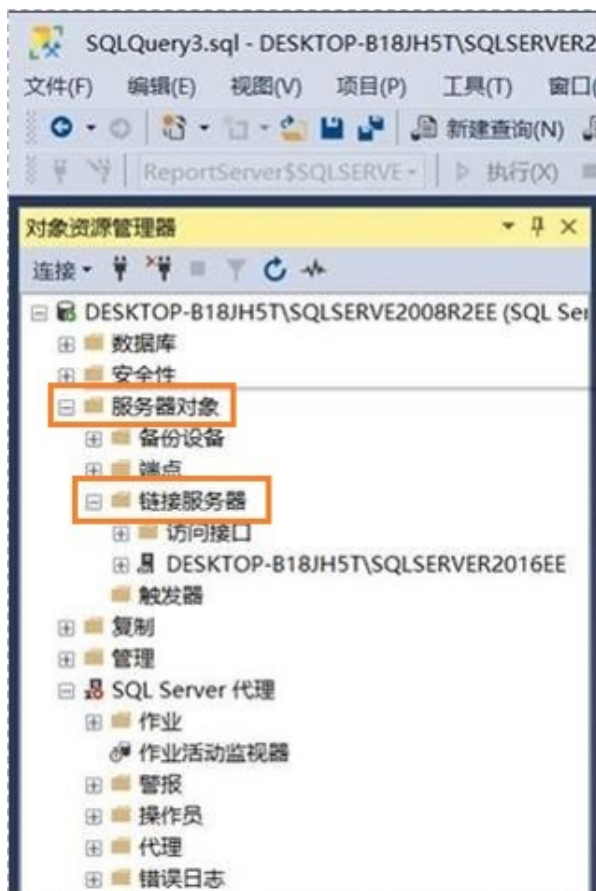 SQLQuery3.sql - DESKTOP-B18JH5T\SQLSERVER2
文件(F) 编辑(E) 视图(V) 项目(P) 工具(T) 窗口(
新建查询(N)
ReportServer$SQLSERVE 执行(X)
对象资源管理器
连接
DESKTOP-B18JH5T\SQLSERVE2008R2EE (SQL Ser
数据库
安全性
服务器对象
备份设备
端点
链接服务器
访问接口
DESKTOP-B18JH5T\SQLSERVER2016EE
触发器
复制
管理
SQL Server 代理
作业
作业活动监视器
警报
操作员
代理
错误日志